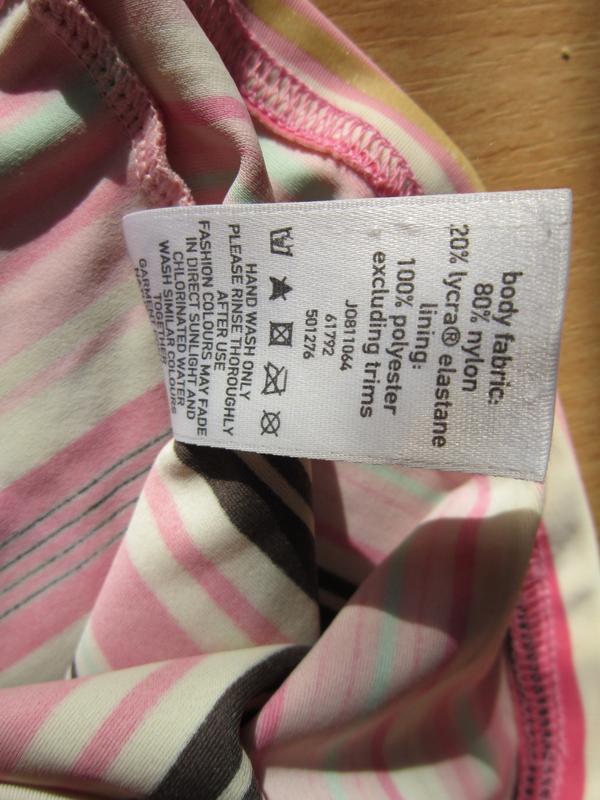 body fabric:
80% nylon
20% lycra® elastane
lining:
100% polyester
excluding trims
J0811064
61792
501276
HAND WASH ONLY
PLEASE RINSE THOROUGHLY
AFTER USE
FASHION COLOURS MAY FADE
IN DIRECT SUNLIGHT AND
CHLORINATED WATER
WASH SIMILAR COLOURS
TOGETHER